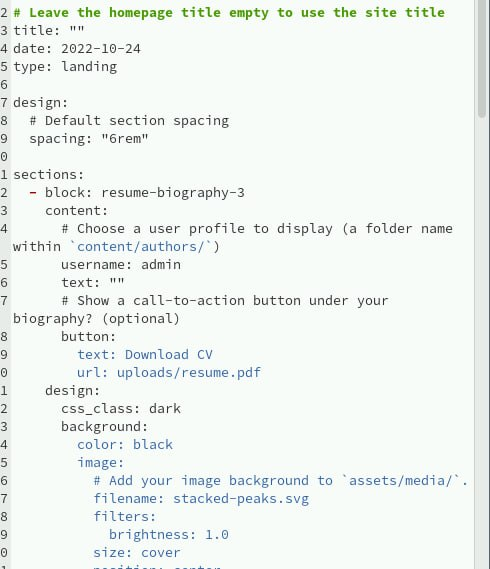 2 # Leave the homepage title empty to use the site title
3 title: ""
4 date: 2022-10-24
5 type: landing
6
7 design:
8   # Default section spacing
9   spacing: "6rem"
0
1 sections:
2   - block: resume-biography-3
3     content:
4       # Choose a user profile to display (a folder name
within `content/authors/`)
5       username: admin
6       text: ""
7       # Show a call-to-action button under your
biography? (optional)
8       button:
9         text: Download CV
0         url: uploads/resume.pdf
1     design:
2       css_class: dark
3       background:
4         color: black
5         image:
6           # Add your image background to `assets/media/`.
7           filename: stacked-peaks.svg
8           filters:
9             brightness: 1.0
0           size: cover
1           position: center